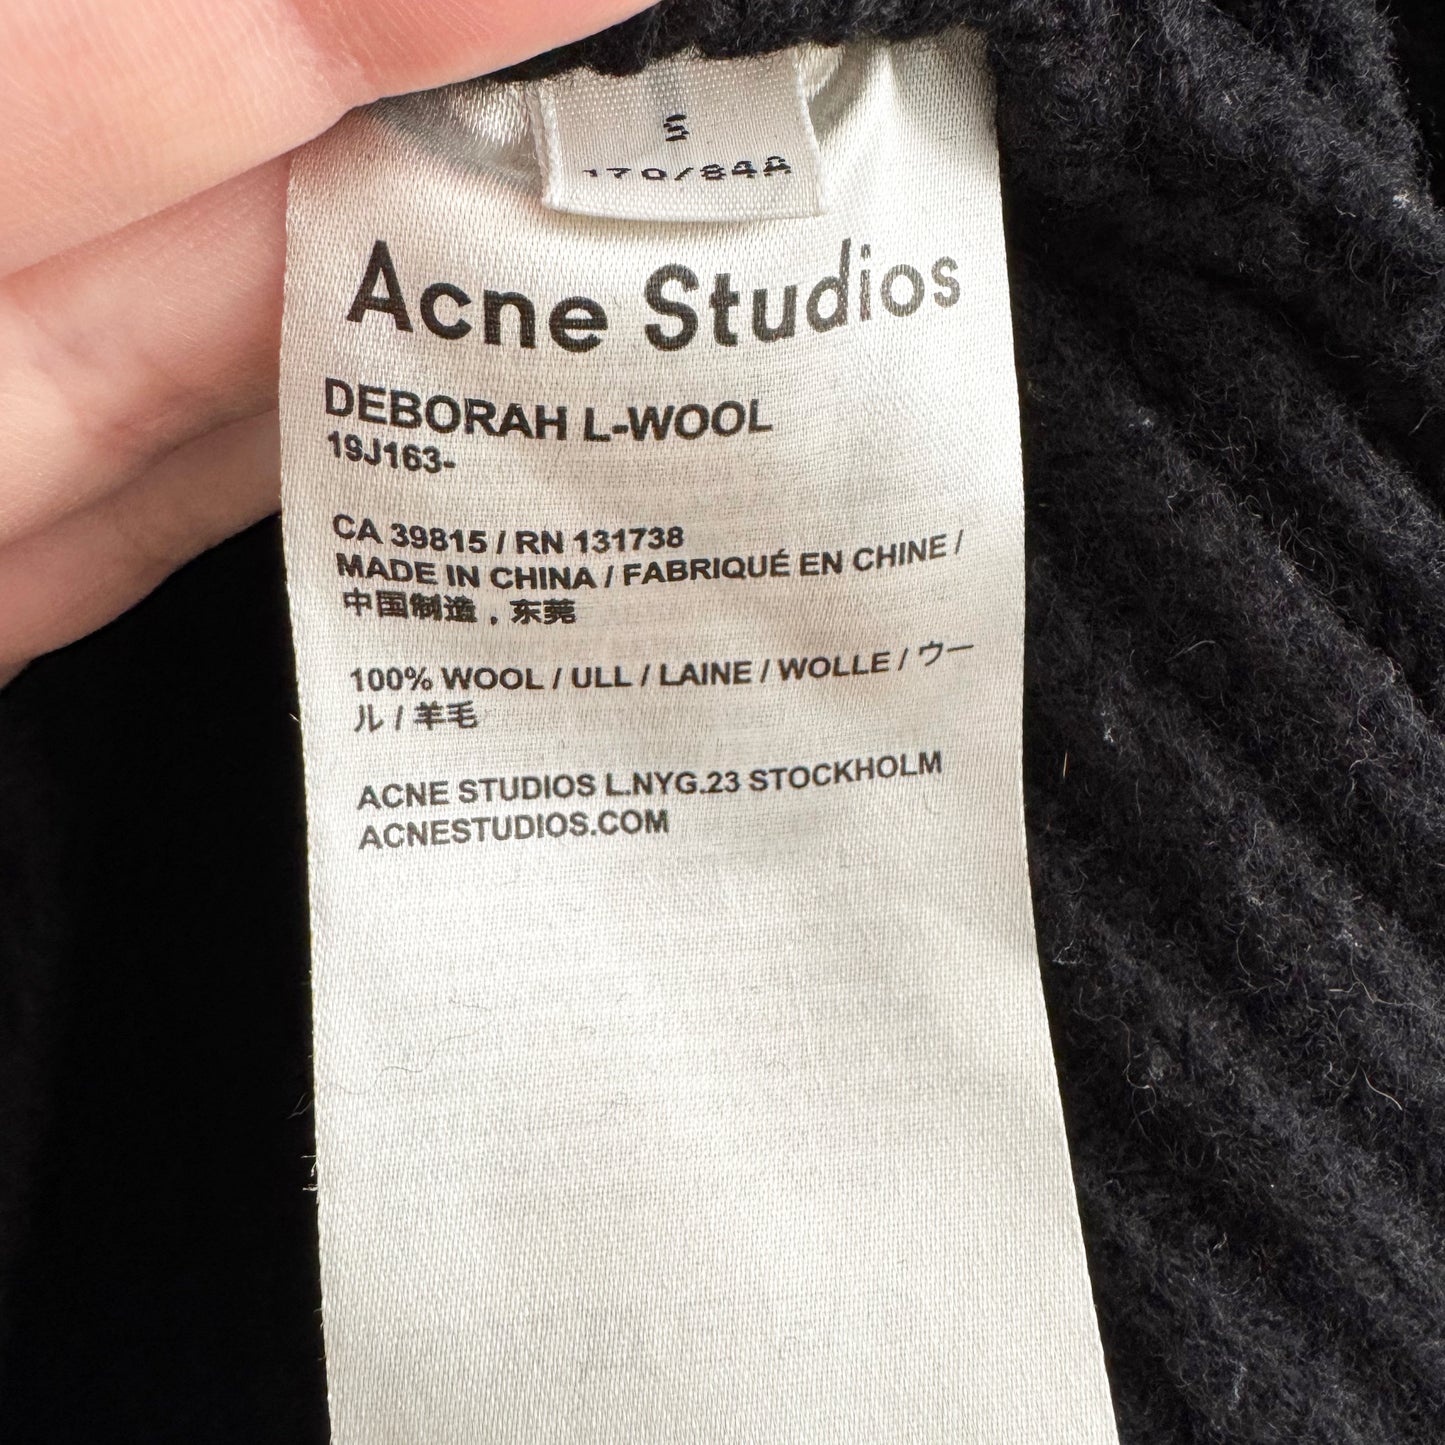 S
170/84A
Acne Studios
DEBORAH L-WOOL
19J163-
CA 39815 / RN 131738
MADE IN CHINA / FABRIQUÉ EN CHINE /
中国制造，东莞
100% WOOL / ULL / LAINE / WOLLE / ウー
ル / 羊毛
ACNE STUDIOS L.NYG.23 STOCKHOLM
ACNESTUDIOS.COM